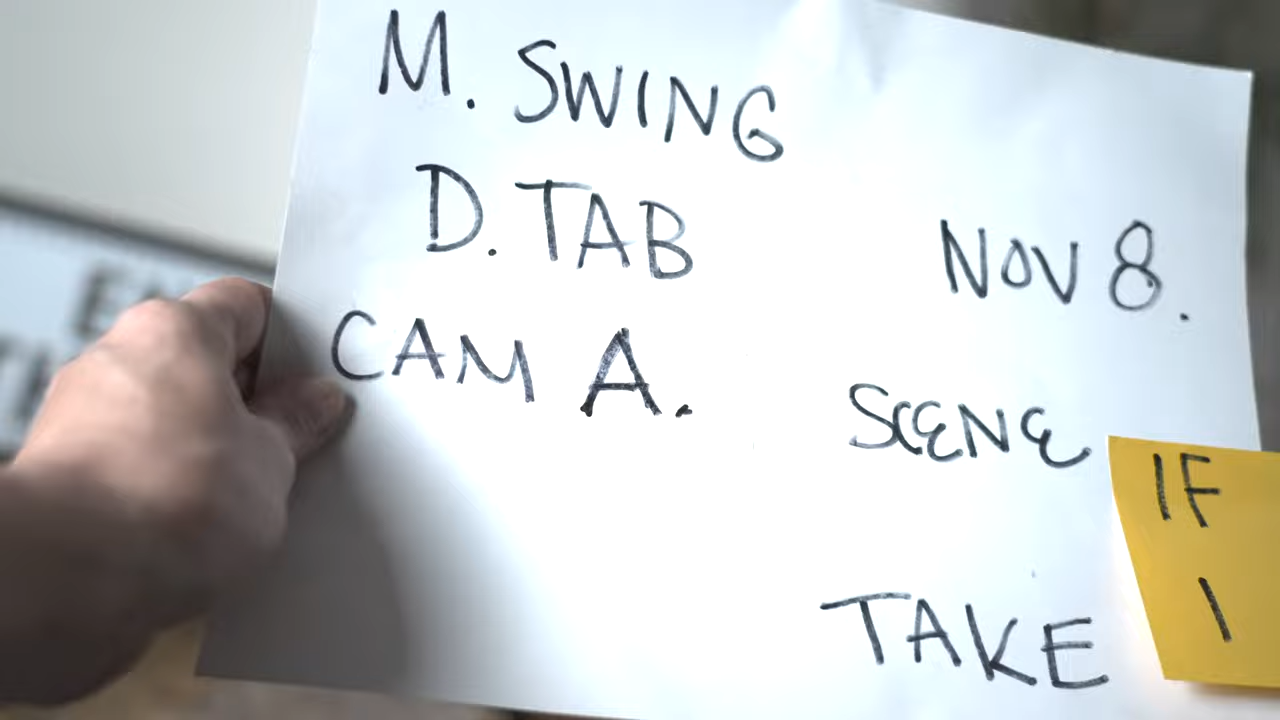 M. SWING
D. TAB
CAM A.
NOV 8.
SCENE IF
TAKE 1